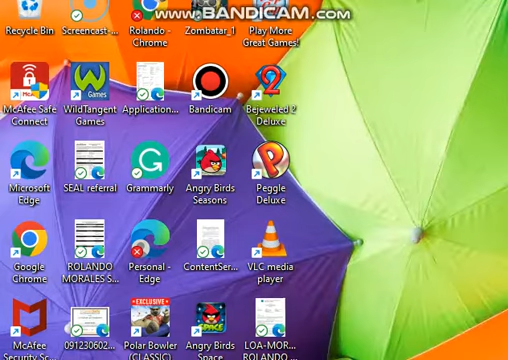 www.BANDICAM.com
Recycle Bin
Screencast-...
Rolando -
Chrome
Zombatar_1
Play More
Great Games!
McAfee Safe
Connect
WildTangent
Games
Application...
Bandicam
Bejeweled 2
Deluxe
Microsoft
Edge
SEAL referral
Grammarly
Angry Birds
Seasons
Peggle
Deluxe
Google
Chrome
ROLANDO
MORALES S...
Personal -
Edge
ContentSer...
VLC media
player
EXCLUSIVE
SPACE
McAfee
Security Sc...
091230602...
Polar Bowler
(CLASSIC)
Angry Birds
Space
LOA-MOR...
ROLANDO ...